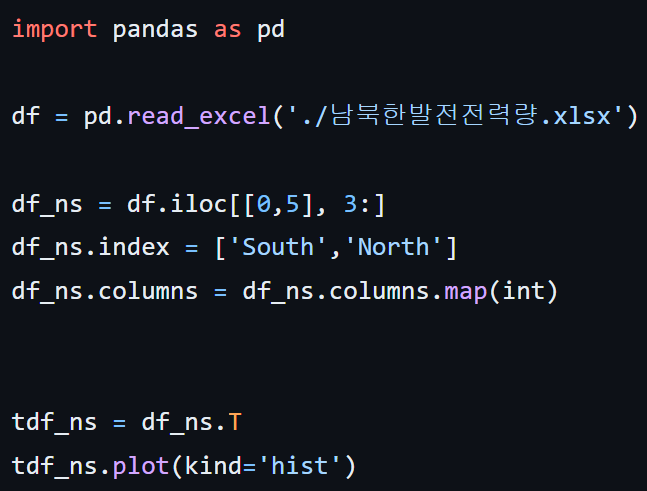 import pandas as pd
df = pd.read_excel('./남북한발전전력량.xlsx')
df_ns = df.iloc[[0,5], 3:]
df_ns.index = ['South','North']
df_ns.columns = df_ns.columns.map(int)
tdf_ns = df_ns.T
tdf_ns.plot(kind='hist')